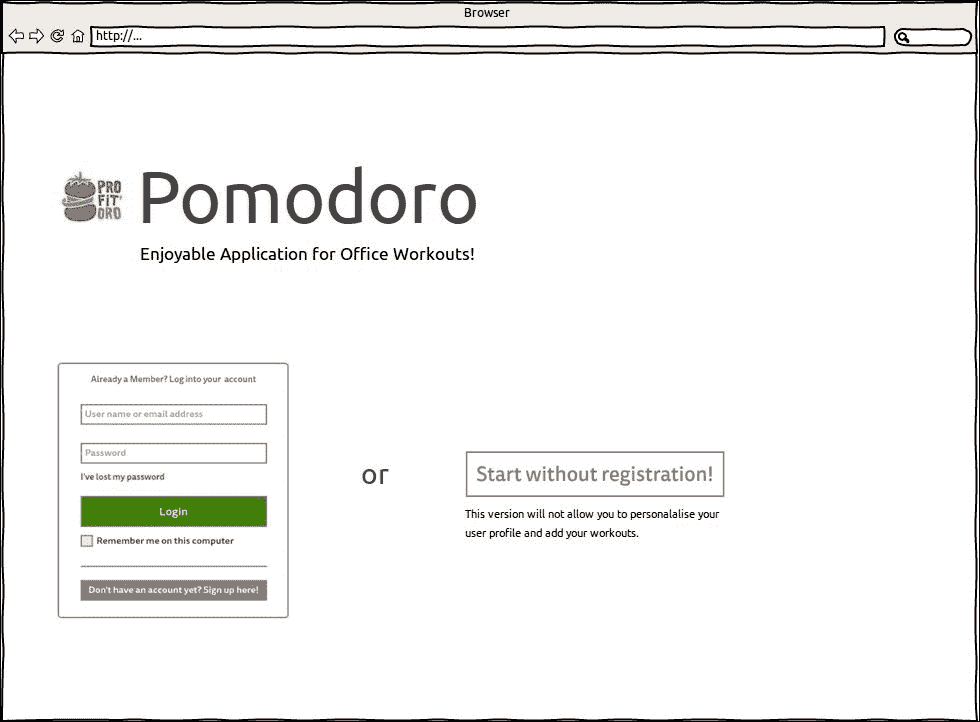 Browser
http://...
PRO
FIT'
ORO
Pomodoro
Enjoyable Application for Office Workouts!
Already a Member? Log into your account
User name or email address
Password
I've lost my password
Login
Remember me on this computer
Don't have an account yet? Sign up here!
or
Start without registration!
This version will not allow you to personalalise your
user profile and add your workouts.